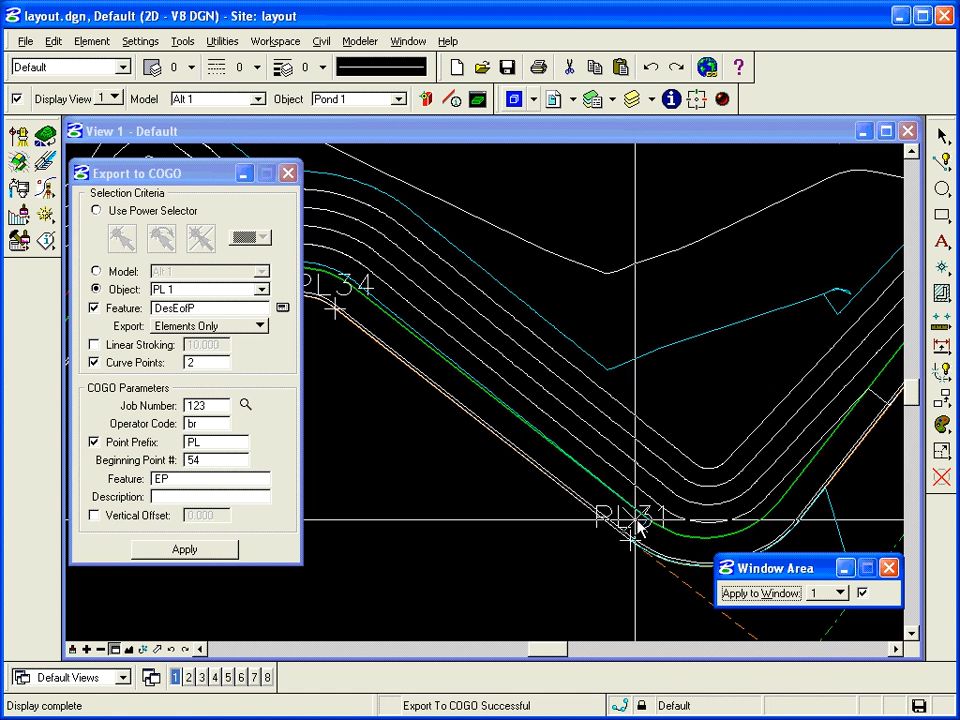 layout.dgn, Default (2D - V8 DGN) - Site: layout
File Edit Element Settings Tools Utilities Workspace Civil Modeler Window Help
Default 0 0 0
Display View 1 Model Alt 1 Object Pond 1
View 1 - Default
Export to COGO
Selection Criteria
Use Power Selector
Model: Alt 1
Object: PL 1
Feature: DesEofP
Export: Elements Only
Linear Stroking: 10.000
Curve Points: 2
COGO Parameters
Job Number: 123
Operator Code: br
Point Prefix: PL
Beginning Point #: 54
Feature: EP
Description:
Vertical Offset: 0.000
Apply
PL34
PL31
Window Area
Apply to Window: 1
Default Views 1 2 3 4 5 6 7 8
Display complete Export To COGO Successful Default